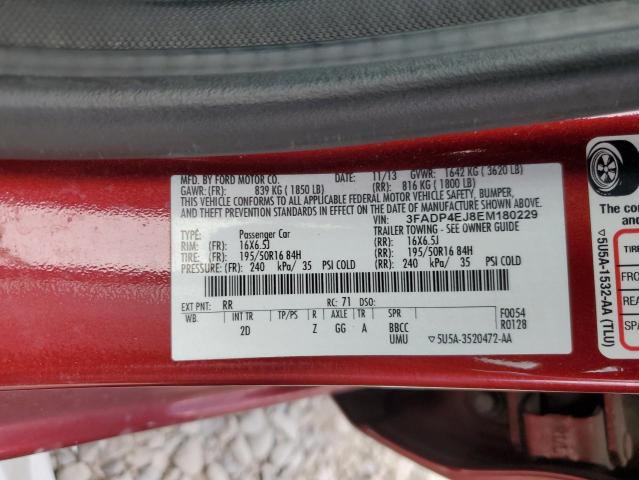 MFD. BY FORD MOTOR CO. 11/13 GVWR: 1642 KG ( 3620 LB)
GAWR: (FR): 839 KG ( 1850 LB) (RR): 816 KG ( 1800 LB)
THIS VEHICLE CONFORMS TO ALL APPLICABLE FEDERAL MOTOR VEHICLE SAFETY, BUMPER,
AND THEFT PREVENTION STANDARDS IN EFFECT ON THE DATE OF MANUFACTURE SHOWN ABOVE.
VIN: 3FADP4EJ8EM180229
TYPE: Passenger Car TRAILER TOWING - SEE OWNER GUIDE
RIM: (FR): 16X6.5J (RR): 16X6.5J
TIRE: (FR): 195/50R16 84H (RR): 195/50R16 84H
PRESSURE: (FR): 240 kPa/ 35 PSI COLD (RR): 240 kPa/ 35 PSI COLD
EXT PNT: RR RC: 71 DSO:
WB INT TR TP/PS R AXLE TR SPR F0054
2D Z GG A BBCC R0128
UMU 5U5A-3520472-AA
5U5A-1532-AA (TLU)
TIRE
FRO
REA